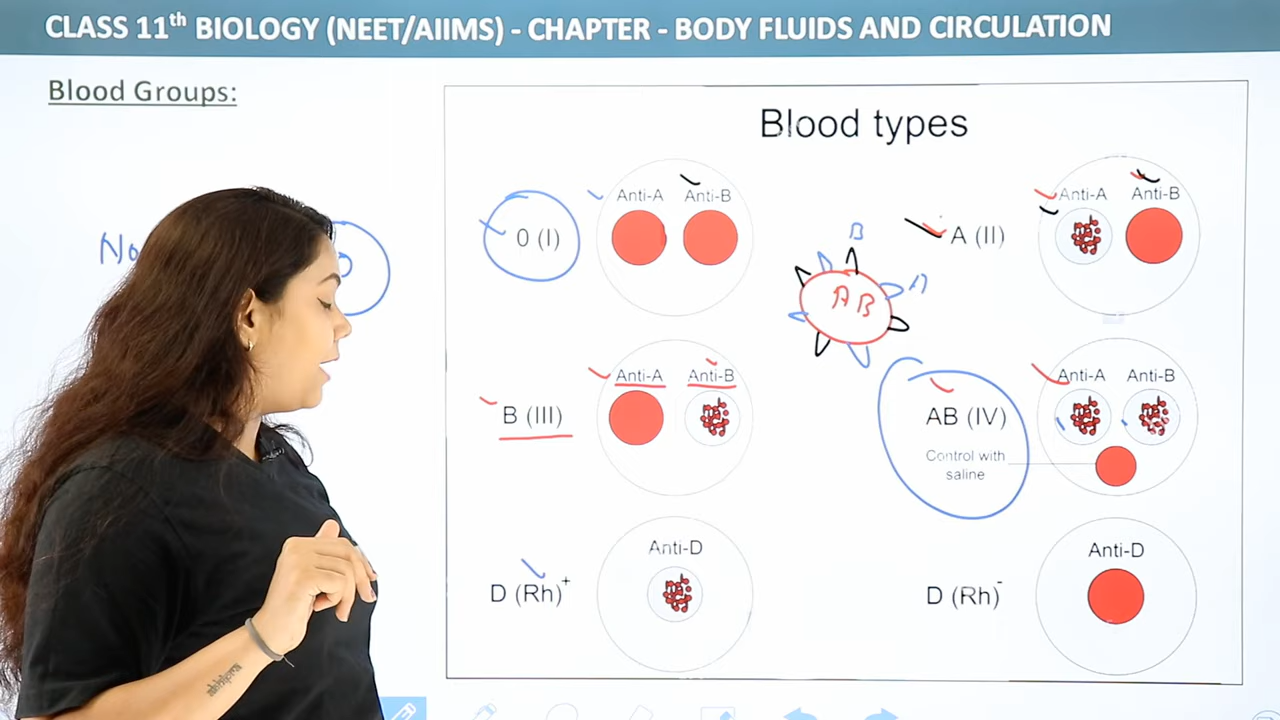 CLASS 11th BIOLOGY (NEET/AIIMS) - CHAPTER - BODY FLUIDS AND CIRCULATION
Blood Groups:
Blood types
0 (I)
Anti-A Anti-B
A (II)
Anti-A Anti-B
B
A
A B
B (III)
Anti-A Anti-B
AB (IV)
Control with
saline
Anti-A Anti-B
D (Rh)+
Anti-D
D (Rh)-
Anti-D